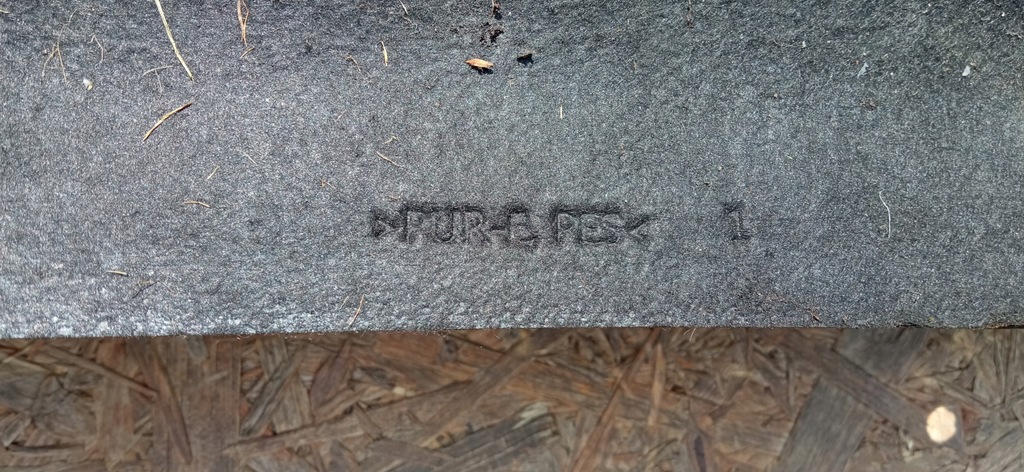 >PUR-E, PES< 1